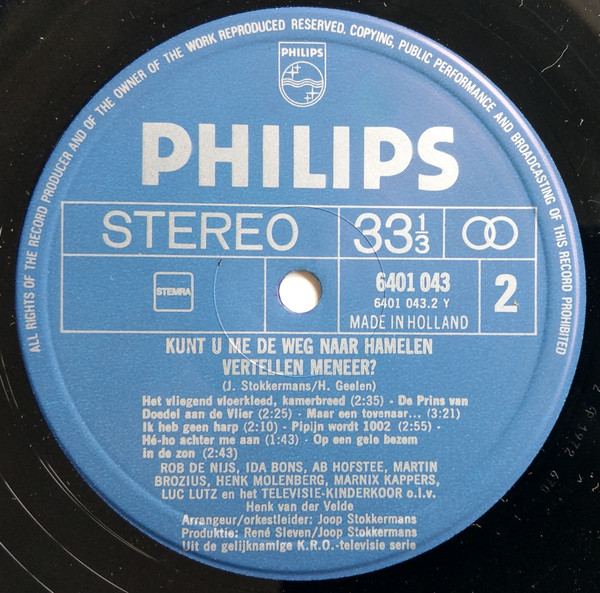 ALL RIGHTS OF THE RECORD PRODUCER AND OF THE OWNER OF THE WORK REPRODUCED RESERVED. COPYING, PUBLIC PERFORMANCE AND BROADCASTING OF THIS RECORD PROHIBITED
PHILIPS
PHILIPS
STEREO 33 1/3
STEMRA
6401 043
6401 043.2 Y
MADE IN HOLLAND
2
KUNT U ME DE WEG NAAR HAMELEN
VERTELLEN MENEER?
(J. Stokkermans/H. Geelen)
Het vliegend vloerkleed, kamerbreed (2:35) - De Prins van
Doedel aan de Vlier (2:25) - Maar een tovenaar... (3:21)
Ik heb geen harp (2:10) - Pipijn wordt 1002 (2:55) -
Hé-ho achter me aan (1:43) - Op een gele bezem
in de zon (2:43)
ROB DE NIJS, IDA BONS, AB HOFSTEE, MARTIN
BROZIUS, HENK MOLENBERG, MARNIX KAPPERS,
LUC LUTZ en het TELEVISIE-KINDERKOOR o.l.v.
Henk van der Velde
Arrangeur/orkestleider: Joop Stokkermans
Produktie: René Sleven/Joop Stokkermans
Uit de gelijknamige K.R.O.-televisie serie
℗ 1972 670